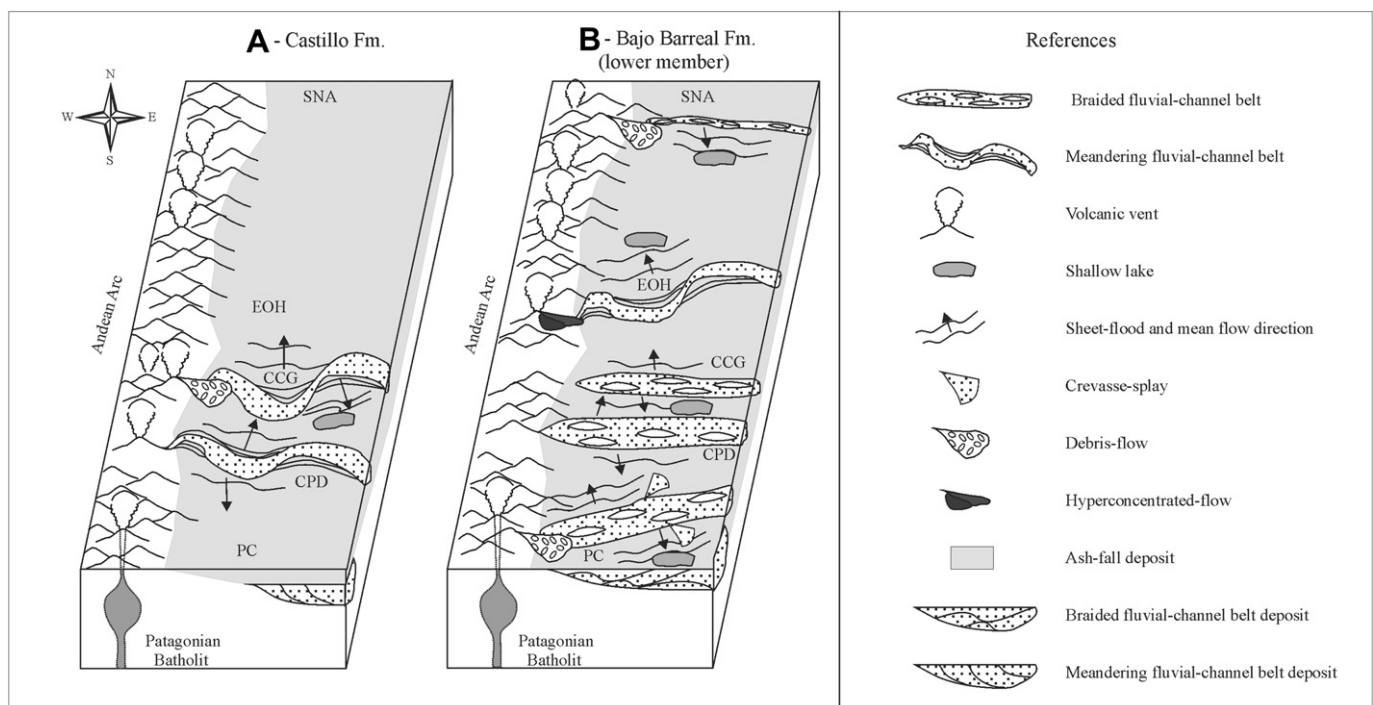 A - Castillo Fm.
N
W
E
S
SNA
Andean Arc
EOH
CCG
CPD
PC
Patagonian
Batholit
B - Bajo Barreal Fm.
(lower member)
SNA
Andean Arc
EOH
CCG
CPD
PC
Patagonian
Batholit
References
Braided fluvial-channel belt
Meandering fluvial-channel belt
Volcanic vent
Shallow lake
Sheet-flood and mean flow direction
Crevasse-splay
Debris-flow
Hyperconcentrated-flow
Ash-fall deposit
Braided fluvial-channel belt deposit
Meandering fluvial-channel belt deposit